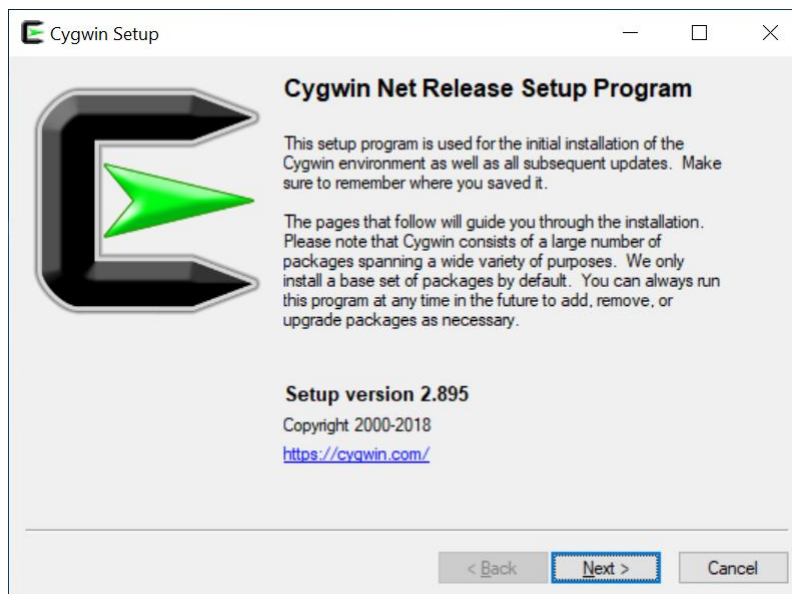 Cygwin Setup
Cygwin Net Release Setup Program
This setup program is used for the initial installation of the
Cygwin environment as well as all subsequent updates.  Make
sure to remember where you saved it.
The pages that follow will guide you through the installation.
Please note that Cygwin consists of a large number of
packages spanning a wide variety of purposes.  We only
install a base set of packages by default.  You can always run
this program at any time in the future to add, remove, or
upgrade packages as necessary.
Setup version 2.895
Copyright 2000-2018
https://cygwin.com/
< Back
Next >
Cancel